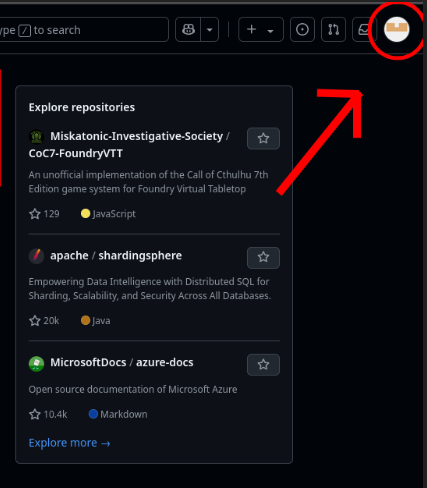 ype / to search
Explore repositories
Miskatonic-Investigative-Society /
CoC7-FoundryVTT
An unofficial implementation of the Call of Cthulhu 7th
Edition game system for Foundry Virtual Tabletop
129 JavaScript
apache / shardingsphere
Empowering Data Intelligence with Distributed SQL for
Sharding, Scalability, and Security Across All Databases.
20k Java
MicrosoftDocs / azure-docs
Open source documentation of Microsoft Azure
10.4k Markdown
Explore more →